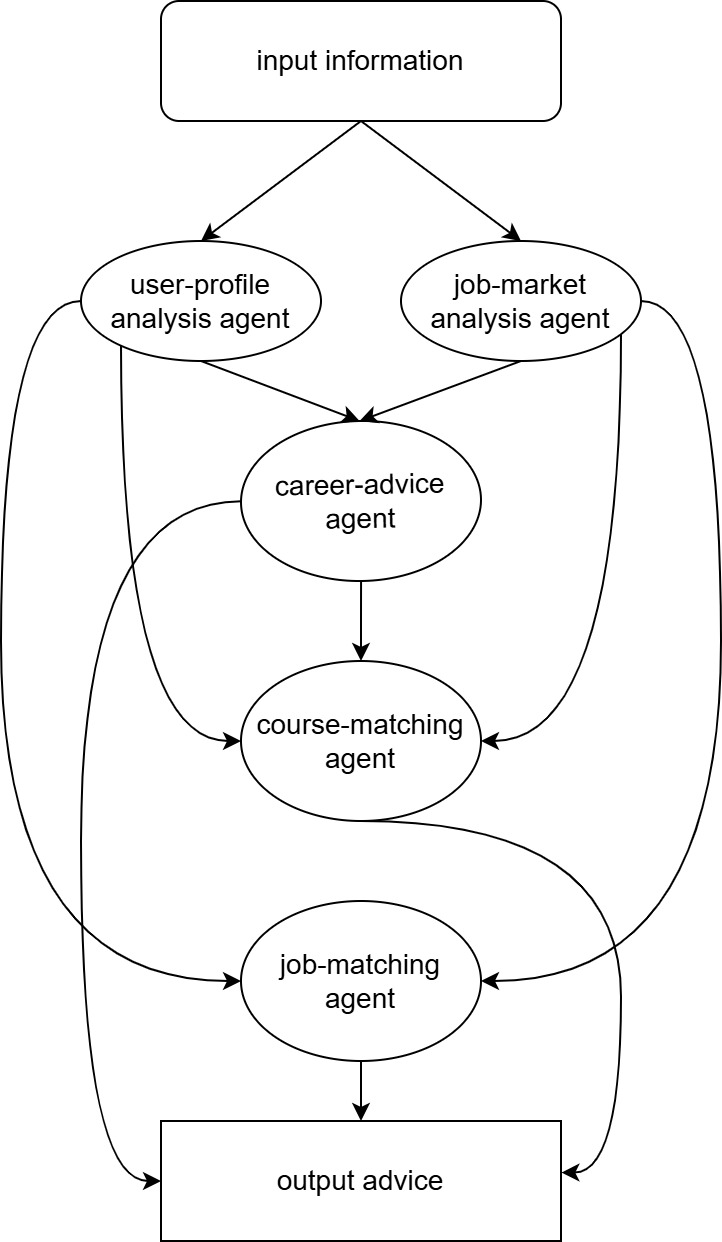 input information
user-profile
analysis agent
job-market
analysis agent
career-advice
agent
course-matching
agent
job-matching
agent
output advice